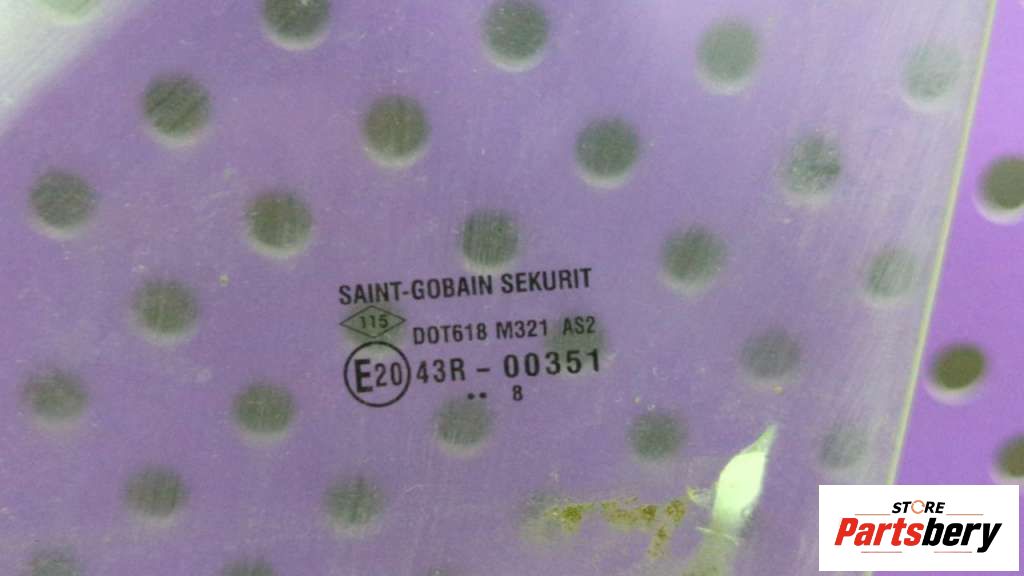 SAINT-GOBAIN SEKURIT
115
DOT618 M321 AS2
E20 43R - 00351
.. 8
STORE
Partsbery